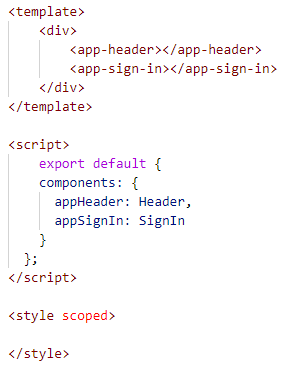 <template>
    <div>
        <app-header></app-header>
        <app-sign-in></app-sign-in>
    </div>
</template>

<script>
    export default {
    components: {
      appHeader: Header,
      appSignIn: SignIn
    }
  };
</script>

<style scoped>

</style>